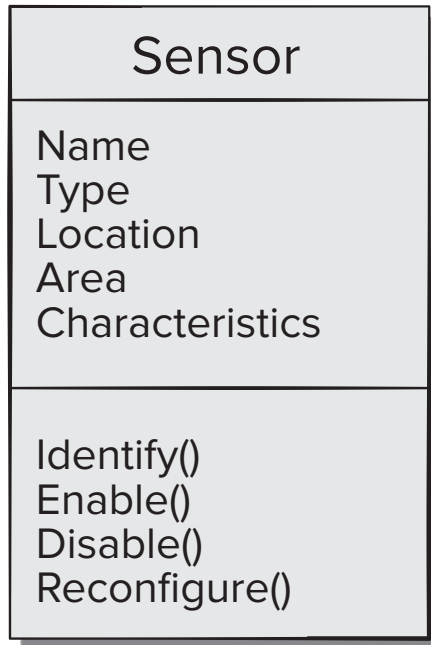 Sensor
Name
Type
Location
Area
Characteristics
Identify()
Enable()
Disable()
Reconfigure()